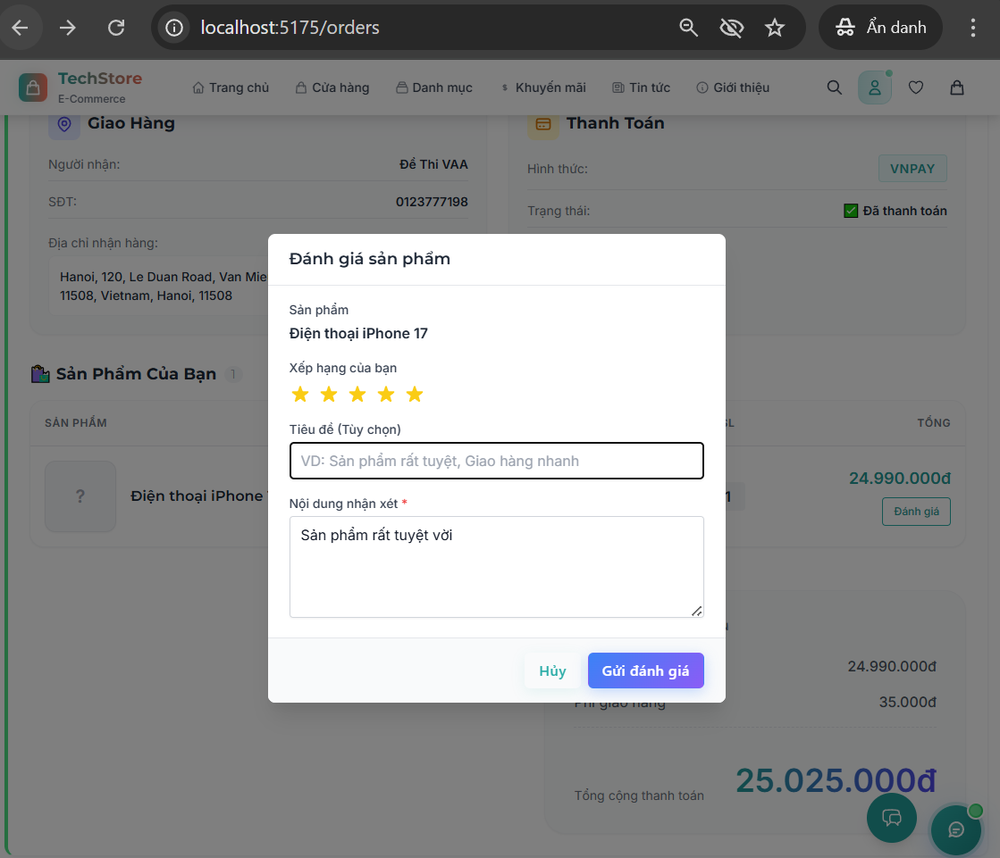 localhost:5175/orders
Ẩn danh
TechStore
E-Commerce
Trang chủ
Cửa hàng
Danh mục
Khuyến mãi
Tin tức
Giới thiệu
Giao Hàng
Người nhận:
Đề Thi VAA
SĐT:
0123777198
Địa chỉ nhận hàng:
Hanoi, 120, Le Duan Road, Van Mie
11508, Vietnam, Hanoi, 11508
Thanh Toán
Hình thức:
VNPAY
Trạng thái:
Đã thanh toán
Đánh giá sản phẩm
Sản phẩm
Điện thoại iPhone 17
Xếp hạng của bạn
Tiêu đề (Tùy chọn)
VD: Sản phẩm rất tuyệt, Giao hàng nhanh
Nội dung nhận xét *
Sản phẩm rất tuyệt vời
Hủy
Gửi đánh giá
Sản Phẩm Của Bạn 1
SẢN PHẨM
TỔNG
?
Điện thoại iPhone
1
24.990.000đ
Đánh giá
24.990.000đ
Phí giao hàng
35.000đ
Tổng cộng thanh toán
25.025.000đ